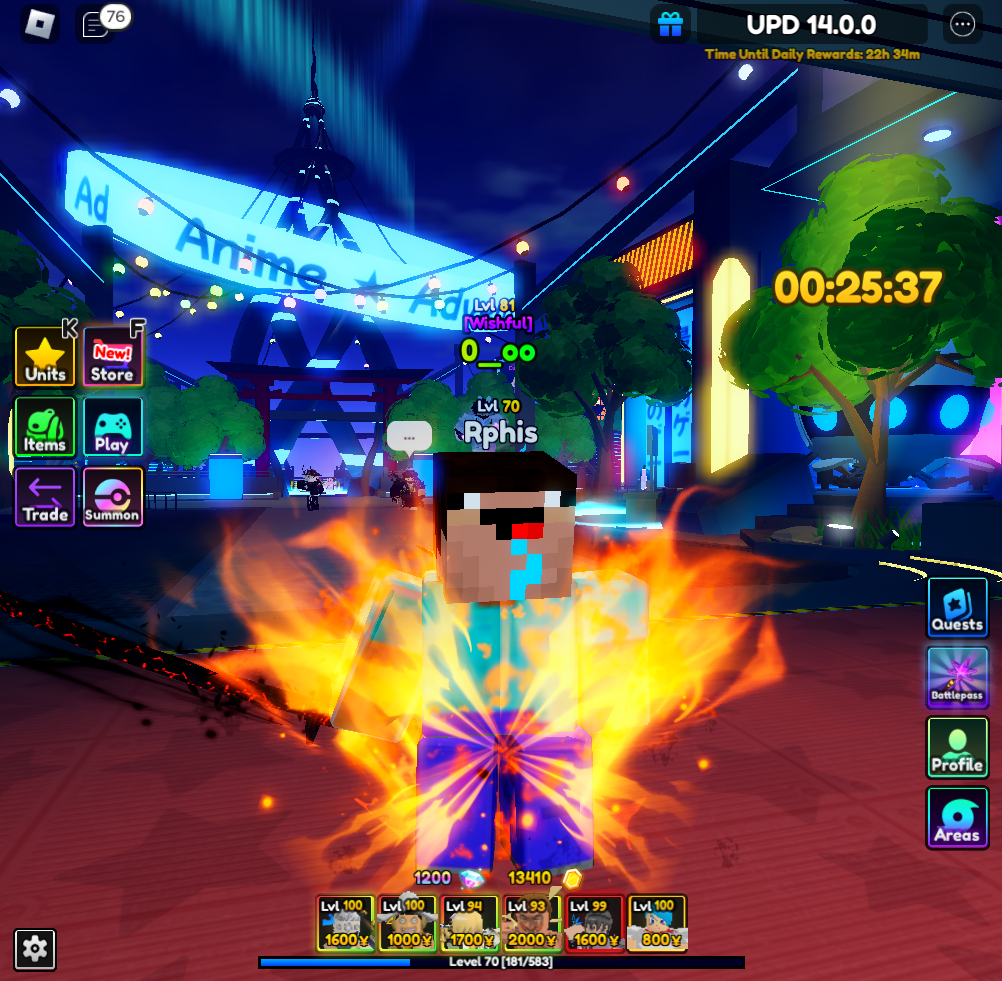 76
UPD 14.0.0
Time Until Daily Rewards: 22h 34m
Ad
Anime
Ad
00:25:37
Lvl 81
[Wishful]
0
Lvl 70
Rphis
...
K
Units
F
New!
Store
Items
Play
Trade
Summon
Quests
Battlepass
Profile
Areas
1200
13410
Lvl 100
1600¥
Lvl 100
1000¥
Lvl 94
1700¥
Lvl 93
2000¥
Lvl 99
1600¥
Lvl 100
800¥
Level 70 [181/583]